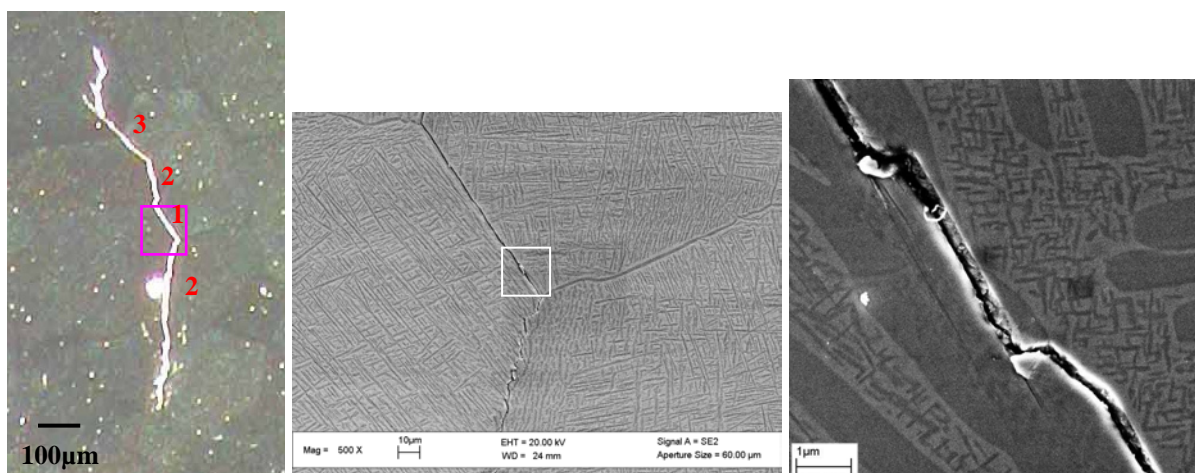 3
2
1
2
100µm
Mag = 500 X
10µm
EHT = 20.00 kV
WD = 24 mm
Signal A = SE2
Aperture Size = 60.00 µm
1µm